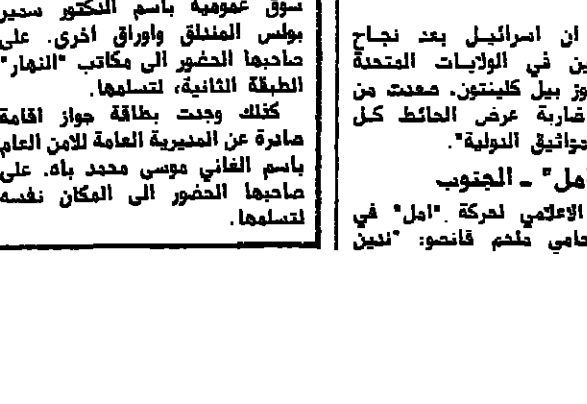 ان اسرائيل بعد نجاح
ين في الولايات المتحدة
وز بيل كلينتون. صعدت من
ضاربة عرض الحائط كل
مواثيق الدولية".
امل" ـ الجنوب
الاعلامي لحركة "امل" في
حامي ملحم قانصو: "ندين
سوق عمومية باسم الدكتور سمير
بولس المندلق واوراق اخرى. على
صاحبها الحضور الى مكاتب "النهار"
الطبقة الثانية، لتسلمها.
كذلك وجدت بطاقة جواز اقامة
صادرة عن المديرية العامة للامن العام
باسم الغاني موسى محمد باه. على
صاحبها الحضور الى المكان نفسه
لتسلمها.